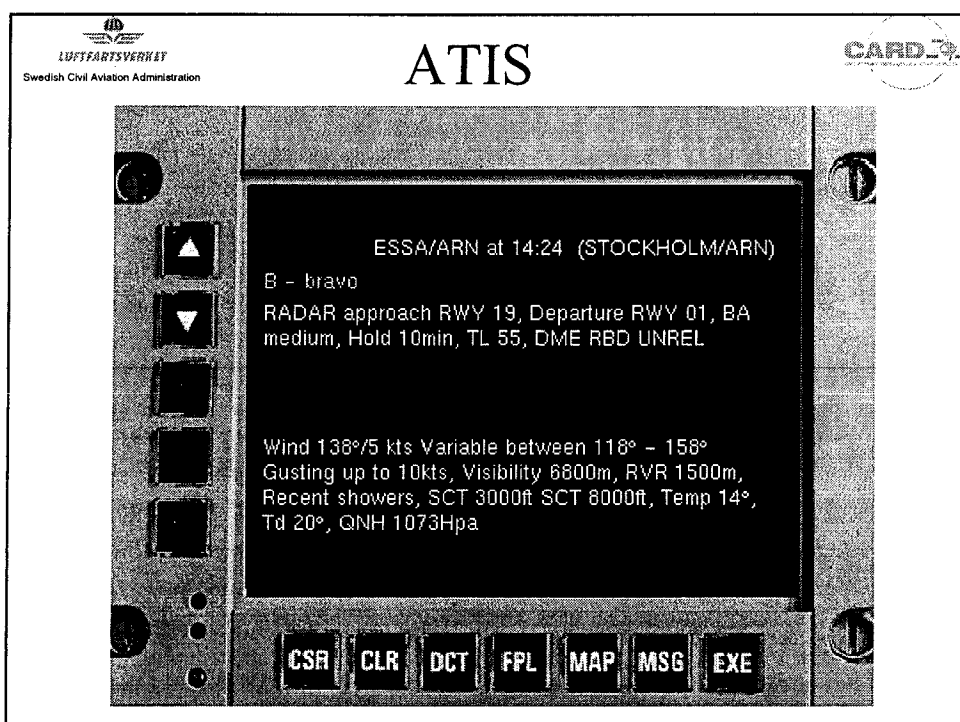 LUFTFARTSVERKET
Swedish Civil Aviation Administration
ATIS
CARD
ESSA/ARN at 14:24 (STOCKHOLM/ARN)
B – bravo
RADAR approach RWY 19, Departure RWY 01, BA
medium, Hold 10min, TL 55, DME RBD UNREL
Wind 138°/5 kts Variable between 118° – 158°
Gusting up to 10kts, Visibility 6800m, RVR 1500m,
Recent showers, SCT 3000ft SCT 8000ft, Temp 14°,
Td 20°, QNH 1073Hpa
CSR CLR DCT FPL MAP MSG EXE